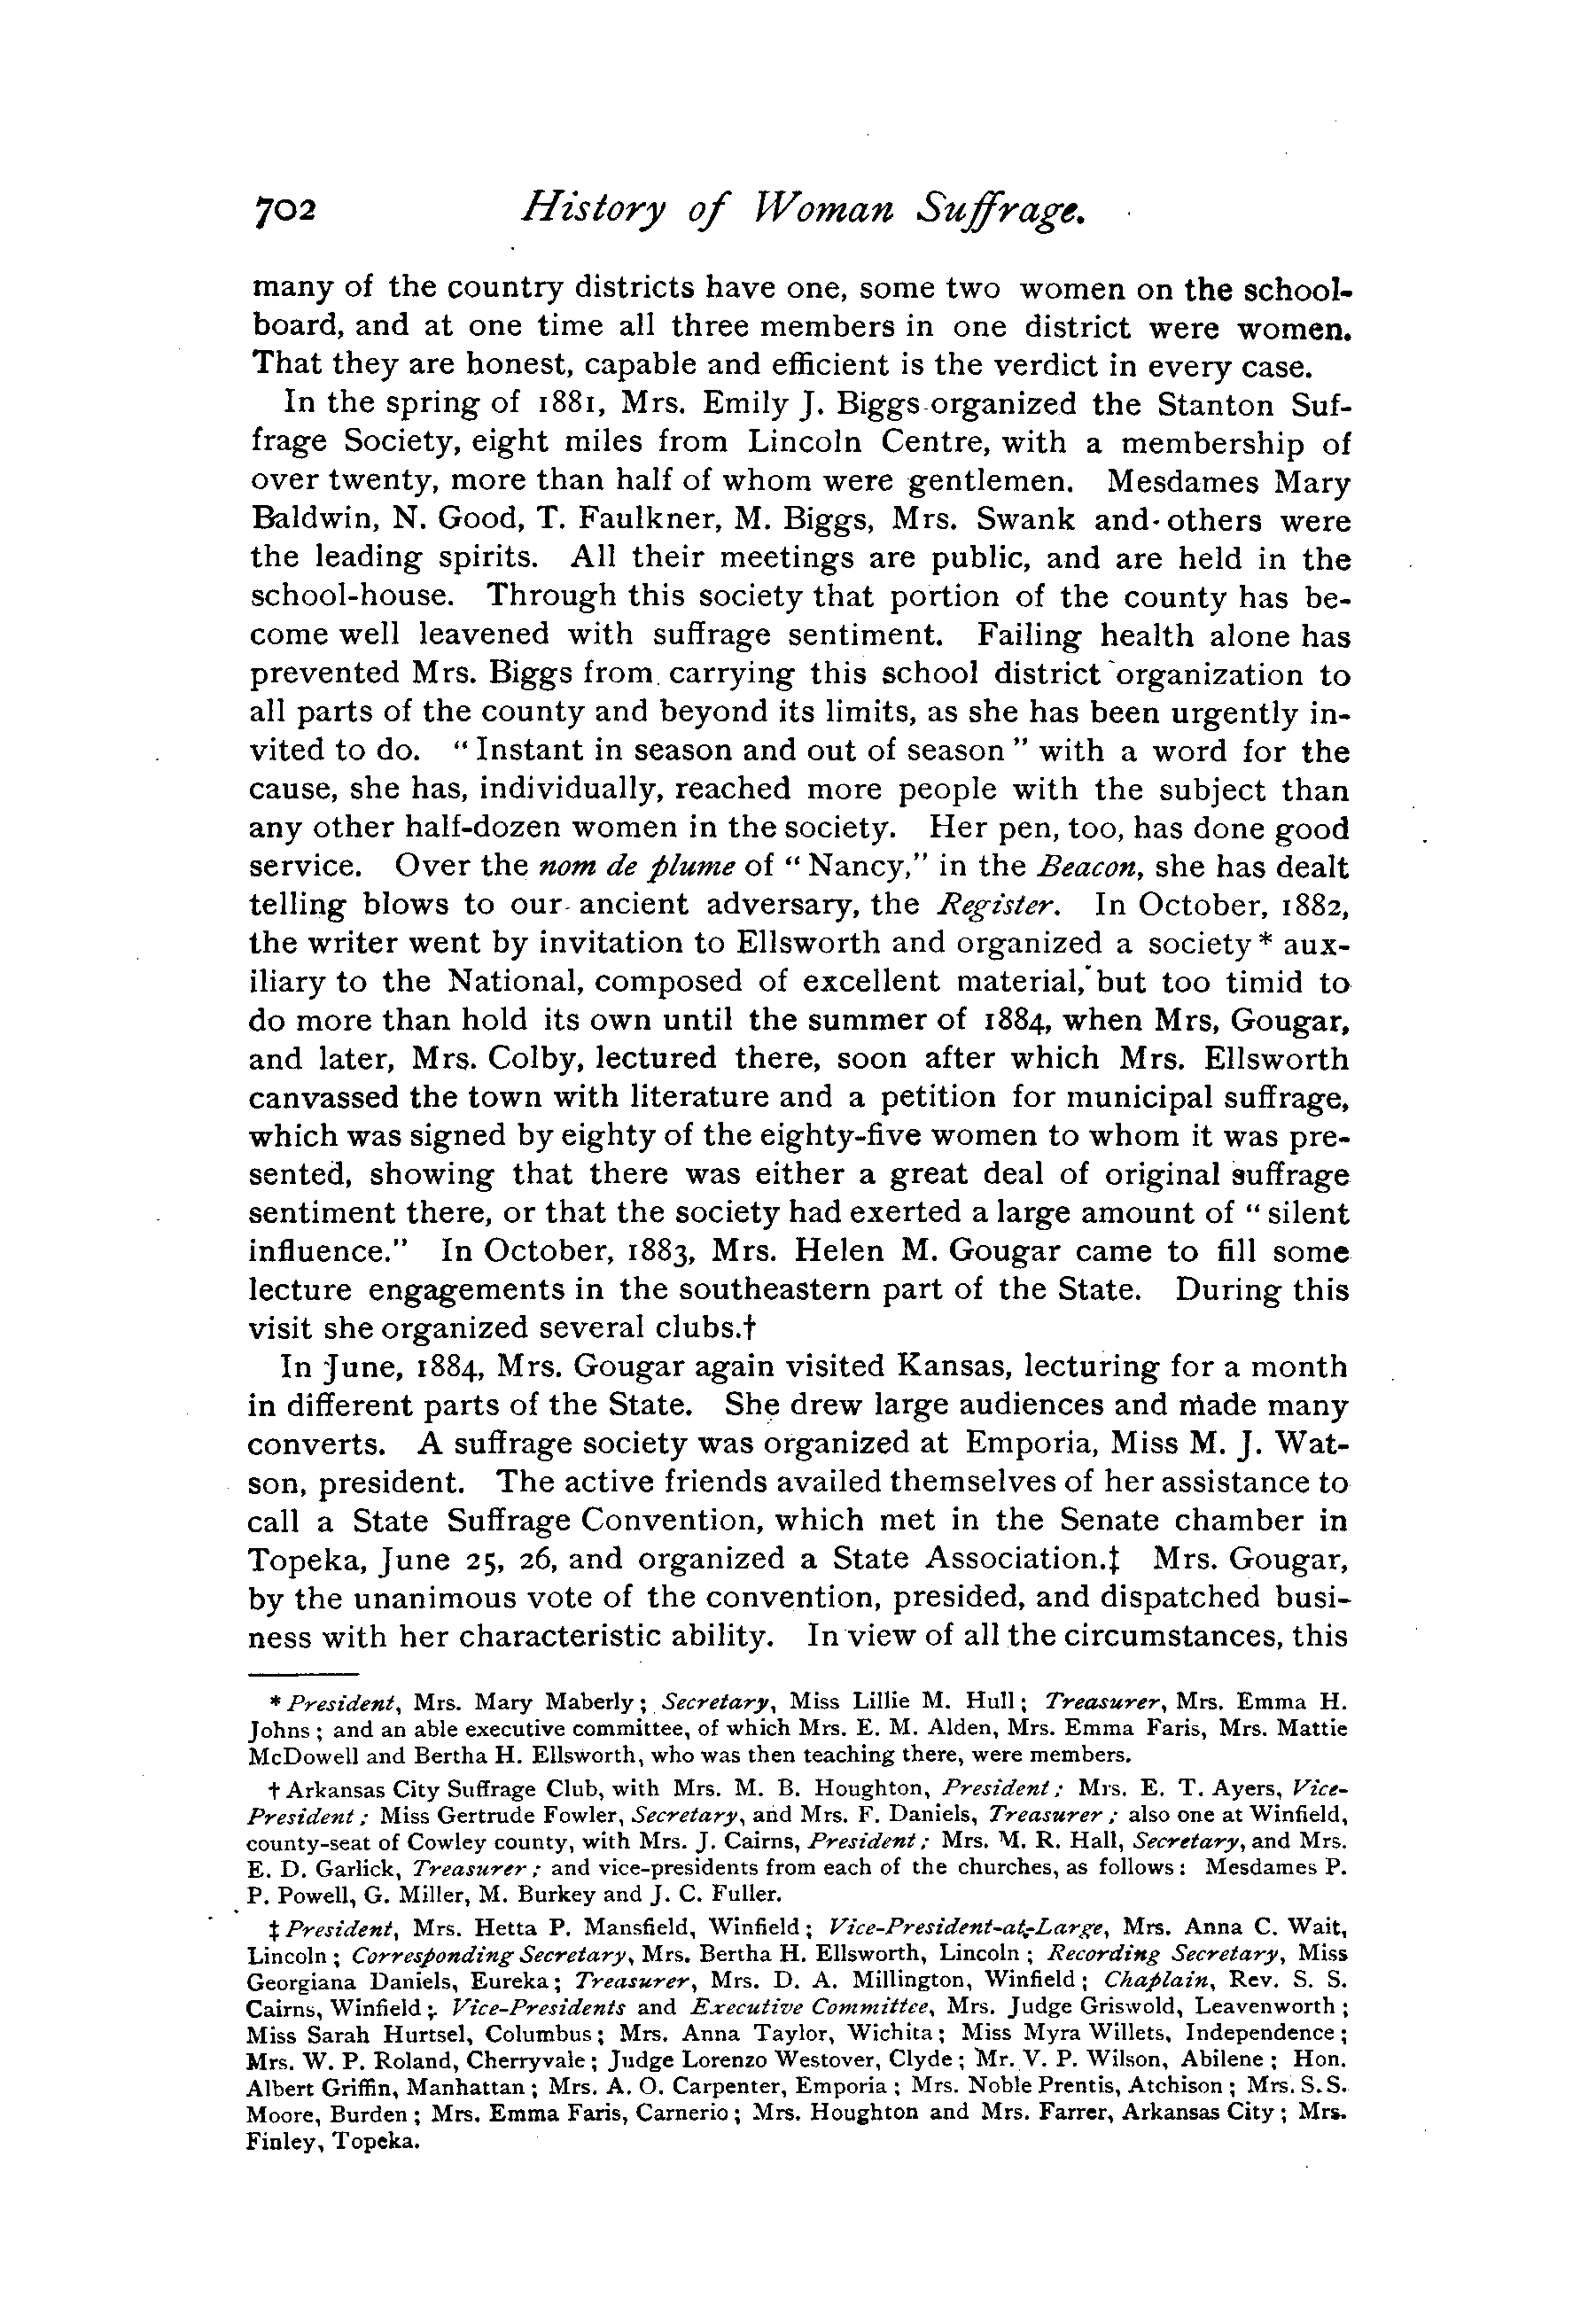 702 History of Woman Suffrage.
many of the country districts have one, some two women on the school-
board, and at one time all three members in one district were women.
That they are honest, capable and efficient is the verdict in every case.
In the spring of 1881, Mrs. Emily J. Biggs organized the Stanton Suf-
frage Society, eight miles from Lincoln Centre, with a membership of
over twenty, more than half of whom were gentlemen. Mesdames Mary
Baldwin, N. Good, T. Faulkner, M. Biggs, Mrs. Swank and others were
the leading spirits. All their meetings are public, and are held in the
school-house. Through this society that portion of the county has be-
come well leavened with suffrage sentiment. Failing health alone has
prevented Mrs. Biggs from carrying this school district organization to
all parts of the county and beyond its limits, as she has been urgently in-
vited to do. "Instant in season and out of season" with a word for the
cause, she has, individually, reached more people with the subject than
any other half-dozen women in the society. Her pen, too, has done good
service. Over the nom de plume of "Nancy," in the Beacon, she has dealt
telling blows to our ancient adversary, the Register. In October, 1882,
the writer went by invitation to Ellsworth and organized a society * aux-
iliary to the National, composed of excellent material, but too timid to
do more than hold its own until the summer of 1884, when Mrs, Gougar,
and later, Mrs. Colby, lectured there, soon after which Mrs. Ellsworth
canvassed the town with literature and a petition for municipal suffrage,
which was signed by eighty of the eighty-five women to whom it was pre-
sented, showing that there was either a great deal of original suffrage
sentiment there, or that the society had exerted a large amount of "silent
influence." In October, 1883, Mrs. Helen M. Gougar came to fill some
lecture engagements in the southeastern part of the State. During this
visit she organized several clubs.†
In June, 1884, Mrs. Gougar again visited Kansas, lecturing for a month
in different parts of the State. She drew large audiences and made many
converts. A suffrage society was organized at Emporia, Miss M. J. Wat-
son, president. The active friends availed themselves of her assistance to
call a State Suffrage Convention, which met in the Senate chamber in
Topeka, June 25, 26, and organized a State Association.‡ Mrs. Gougar,
by the unanimous vote of the convention, presided, and dispatched busi-
ness with her characteristic ability. In view of all the circumstances, this
* President, Mrs. Mary Maberly; Secretary, Miss Lillie M. Hull; Treasurer, Mrs. Emma H.
Johns; and an able executive committee, of which Mrs. E. M. Alden, Mrs. Emma Faris, Mrs. Mattie
McDowell and Bertha H. Ellsworth, who was then teaching there, were members.
† Arkansas City Suffrage Club, with Mrs. M. B. Houghton, President; Mrs. E. T. Ayers, Vice-
President; Miss Gertrude Fowler, Secretary, and Mrs. F. Daniels, Treasurer; also one at Winfield,
county-seat of Cowley county, with Mrs. J. Cairns, President; Mrs. M. R. Hall, Secretary, and Mrs.
E. D. Garlick, Treasurer; and vice-presidents from each of the churches, as follows: Mesdames P.
P. Powell, G. Miller, M. Burkey and J. C. Fuller.
‡ President, Mrs. Hetta P. Mansfield, Winfield; Vice-President-at-Large, Mrs. Anna C. Wait,
Lincoln; Corresponding Secretary, Mrs. Bertha H. Ellsworth, Lincoln; Recording Secretary, Miss
Georgiana Daniels, Eureka; Treasurer, Mrs. D. A. Millington, Winfield; Chaplain, Rev. S. S.
Cairns, Winfield; Vice-Presidents and Executive Committee, Mrs. Judge Griswold, Leavenworth;
Miss Sarah Hurtsel, Columbus; Mrs. Anna Taylor, Wichita; Miss Myra Willets, Independence;
Mrs. W. P. Roland, Cherryvale; Judge Lorenzo Westover, Clyde; Mr. V. P. Wilson, Abilene; Hon.
Albert Griffin, Manhattan; Mrs. A. O. Carpenter, Emporia; Mrs. Noble Prentis, Atchison; Mrs. S. S.
Moore, Burden; Mrs. Emma Faris, Carnerio; Mrs. Houghton and Mrs. Farrer, Arkansas City; Mrs.
Finley, Topeka.